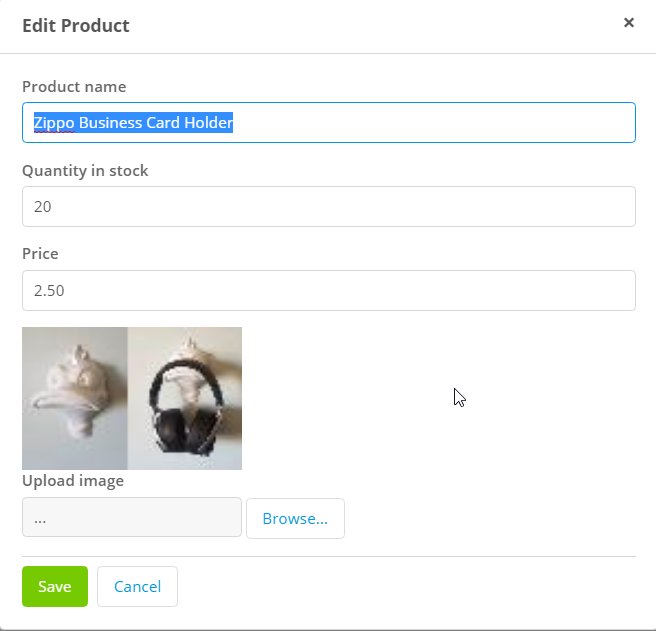 Edit Product
×
Product name
Zippo Business Card Holder
Quantity in stock
20
Price
2.50
Upload image
...
Browse...
Save
Cancel